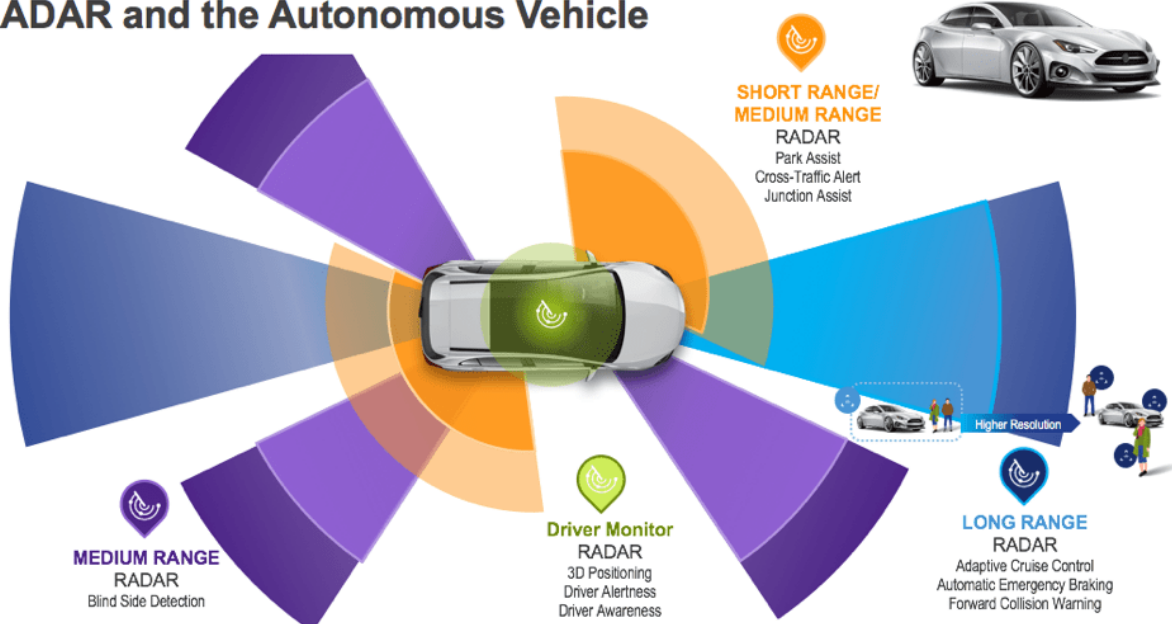 ADAR and the Autonomous Vehicle
SHORT RANGE/
MEDIUM RANGE
RADAR
Park Assist
Cross-Traffic Alert
Junction Assist
Higher Resolution
MEDIUM RANGE
RADAR
Blind Side Detection
Driver Monitor
RADAR
3D Positioning
Driver Alertness
Driver Awareness
LONG RANGE
RADAR
Adaptive Cruise Control
Automatic Emergency Braking
Forward Collision Warning